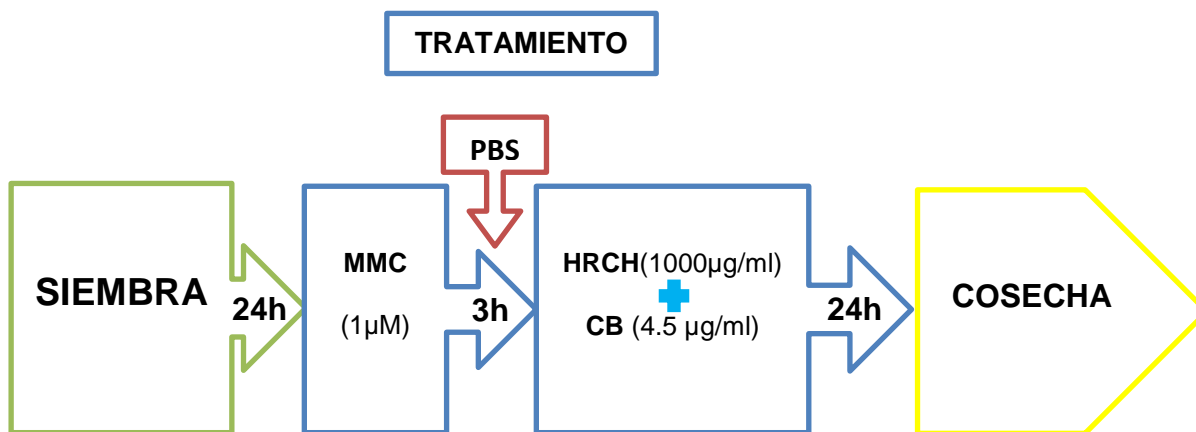 TRATAMIENTO
PBS
SIEMBRA
24h
MMC
(1µM)
3h
HRCH(1000µg/ml)
CB (4.5 µg/ml)
24h
COSECHA